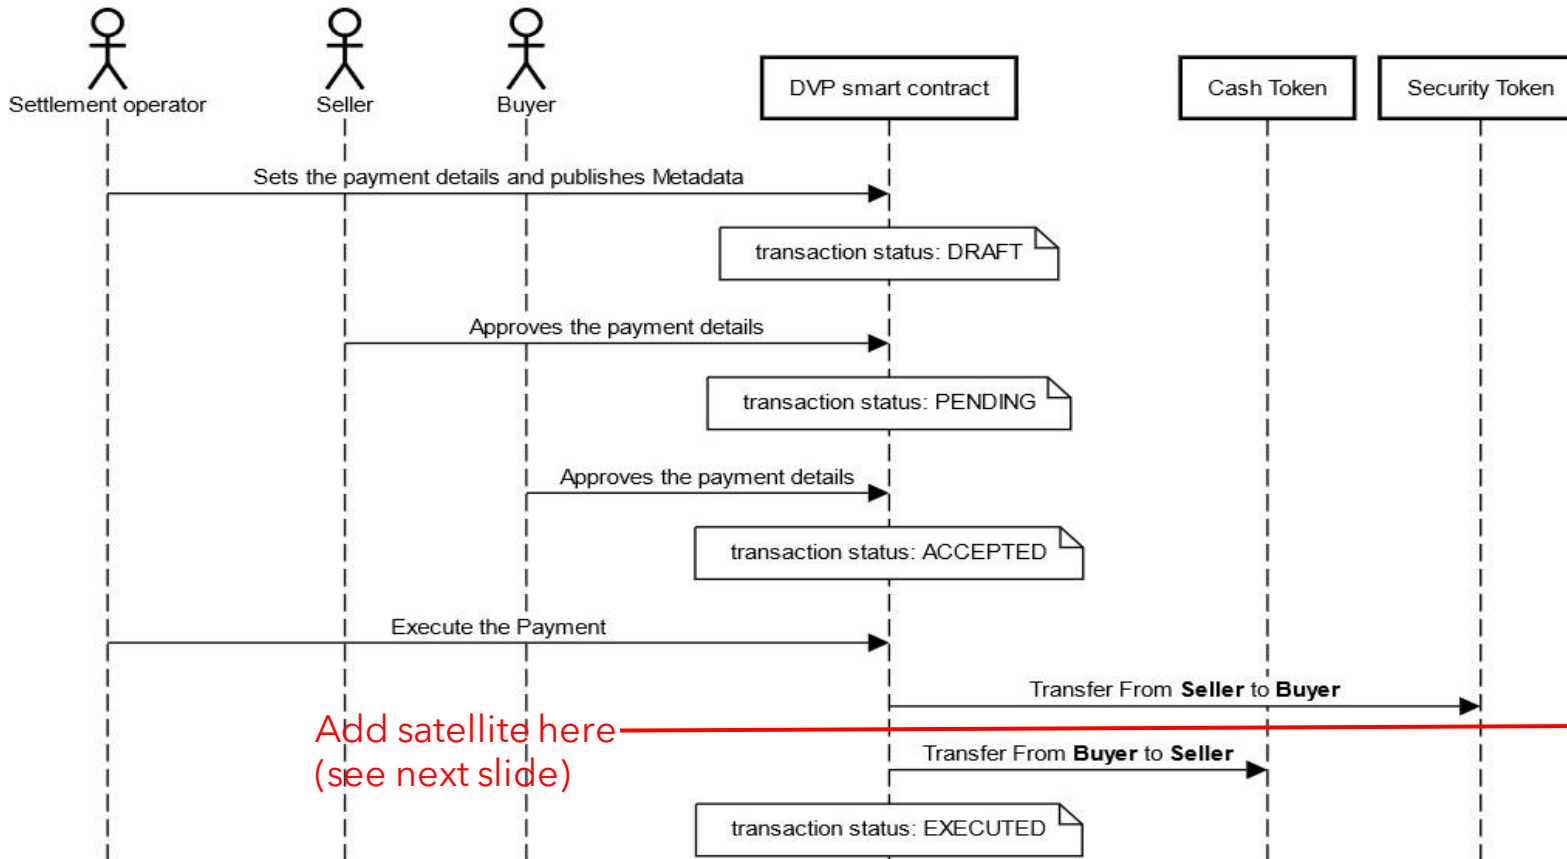 Settlement operator
Seller
Buyer
DVP smart contract
Cash Token
Security Token
Sets the payment details and publishes Metadata
transaction status: DRAFT
Approves the payment details
transaction status: PENDING
Approves the payment details
transaction status: ACCEPTED
Execute the Payment
Transfer From Seller to Buyer
Add satellite here
(see next slide)
Transfer From Buyer to Seller
transaction status: EXECUTED